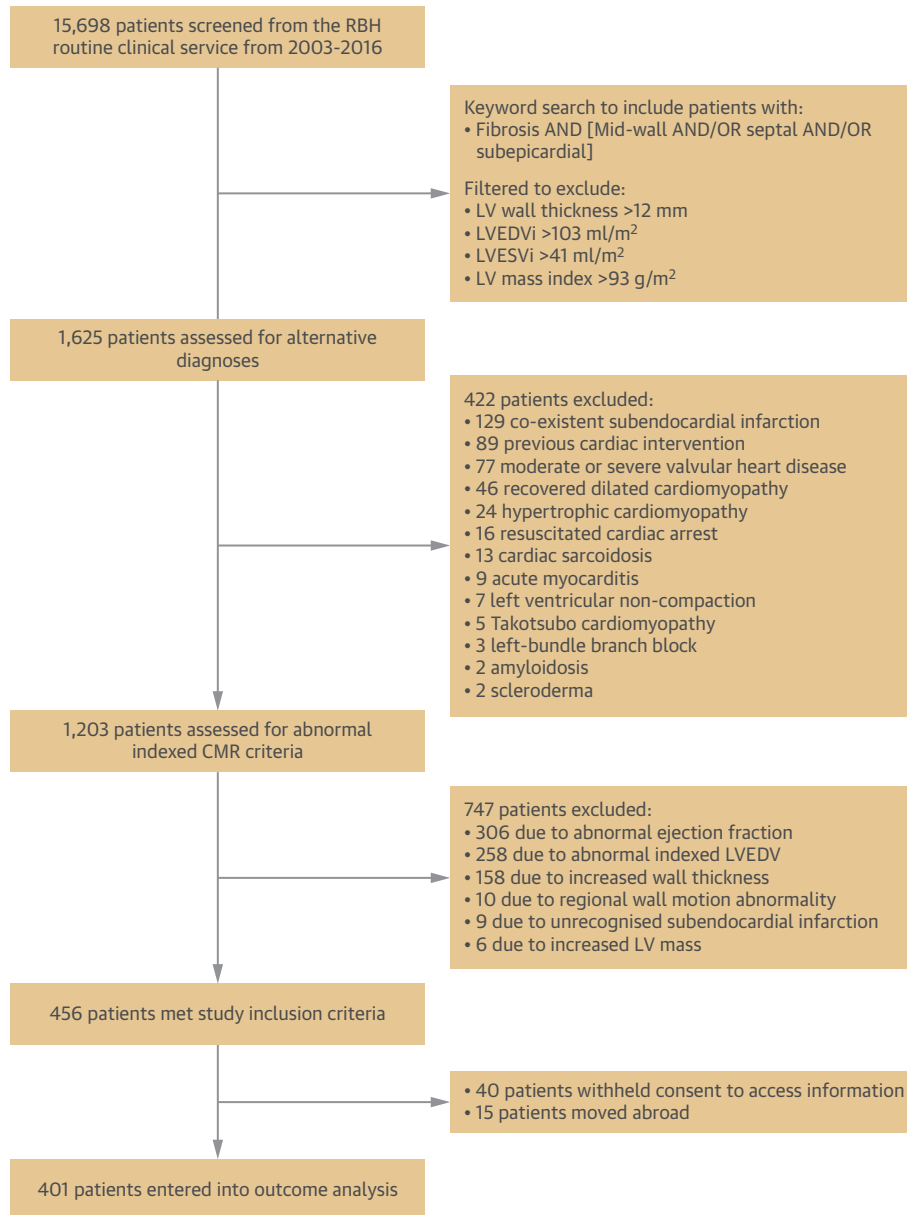 15,698 patients screened from the RBH
routine clinical service from 2003-2016
Keyword search to include patients with:
• Fibrosis AND [Mid-wall AND/OR septal AND/OR
subepicardial]
Filtered to exclude:
• LV wall thickness >12 mm
• LVEDVi >103 ml/m²
• LVESVi >41 ml/m²
• LV mass index >93 g/m²
1,625 patients assessed for alternative
diagnoses
422 patients excluded:
• 129 co-existent subendocardial infarction
• 89 previous cardiac intervention
• 77 moderate or severe valvular heart disease
• 46 recovered dilated cardiomyopathy
• 24 hypertrophic cardiomyopathy
• 16 resuscitated cardiac arrest
• 13 cardiac sarcoidosis
• 9 acute myocarditis
• 7 left ventricular non-compaction
• 5 Takotsubo cardiomyopathy
• 3 left-bundle branch block
• 2 amyloidosis
• 2 scleroderma
1,203 patients assessed for abnormal
indexed CMR criteria
747 patients excluded:
• 306 due to abnormal ejection fraction
• 258 due to abnormal indexed LVEDV
• 158 due to increased wall thickness
• 10 due to regional wall motion abnormality
• 9 due to unrecognised subendocardial infarction
• 6 due to increased LV mass
456 patients met study inclusion criteria
• 40 patients withheld consent to access information
• 15 patients moved abroad
401 patients entered into outcome analysis